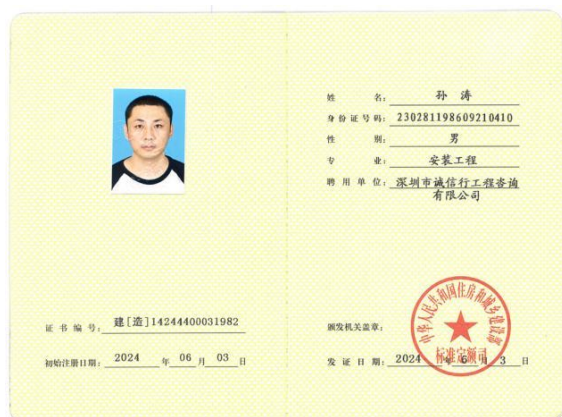 姓 名: 孙 涛
身份证号码: 230281198609210410
性 别: 男
专 业: 安装工程
聘用单位: 深圳市诚信行工程咨询
有限公司
证书编号: 建[造]14244400031982
初始注册日期: 2024 年 06 月 03 日
颁发机关盖章:
中华人民共和国住房和城乡建设部
标准定额司
发证日期: 2024 年 6 月 3 日